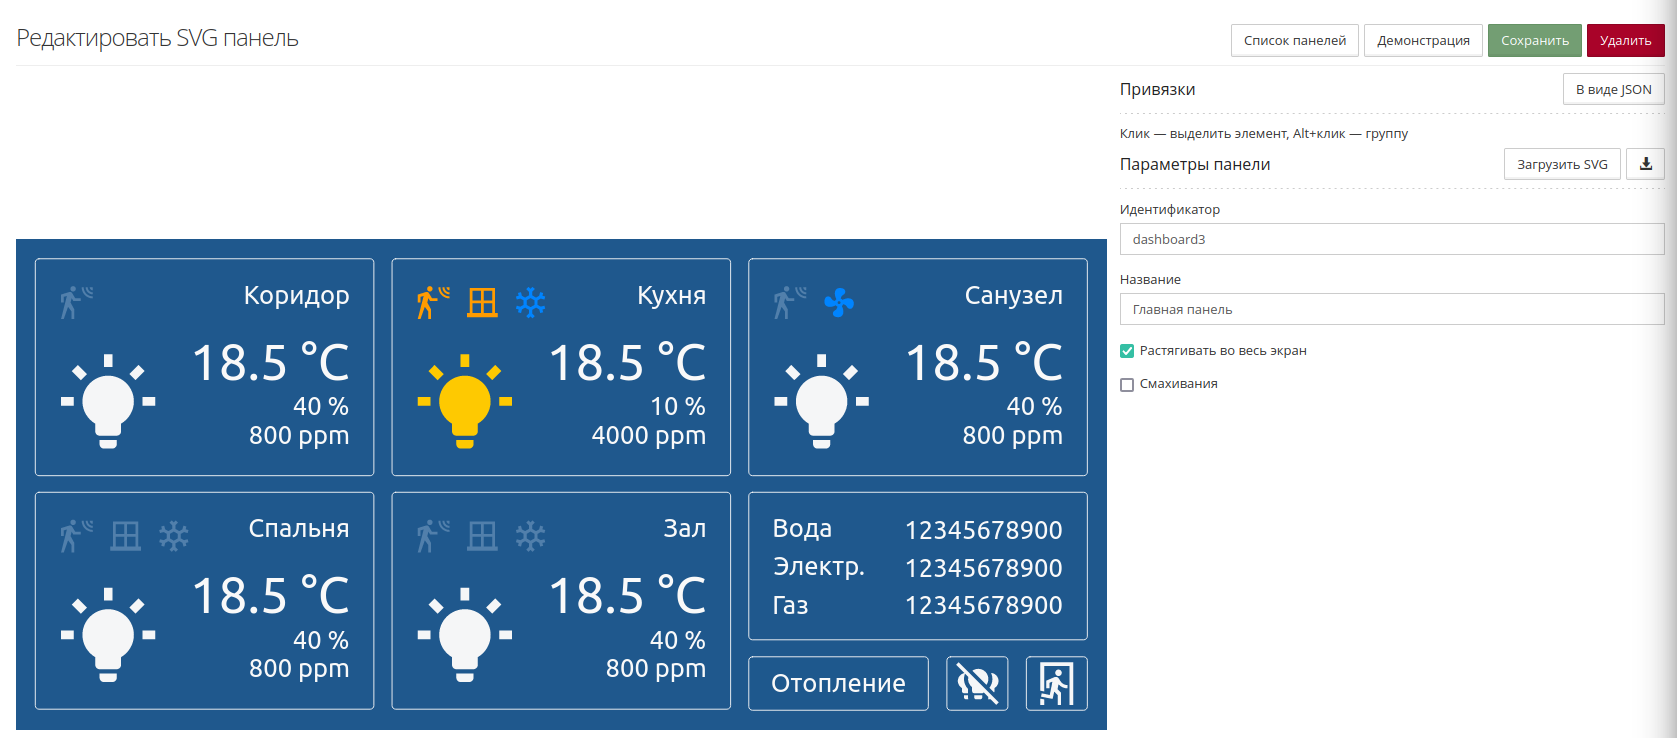 Редактировать SVG панель
Список панелей
Демонстрация
Сохранить
Удалить
Привязки
В виде JSON
Клик — выделить элемент, Alt+клик — группу
Параметры панели
Загрузить SVG
Идентификатор
dashboard3
Название
Главная панель
Растягивать во весь экран
Смахивания
Коридор
18.5 °C
40 %
800 ppm
Кухня
18.5 °C
10 %
4000 ppm
Санузел
18.5 °C
40 %
800 ppm
Спальня
18.5 °C
40 %
800 ppm
Зал
18.5 °C
40 %
800 ppm
Вода 12345678900
Электр. 12345678900
Газ 12345678900
Отопление